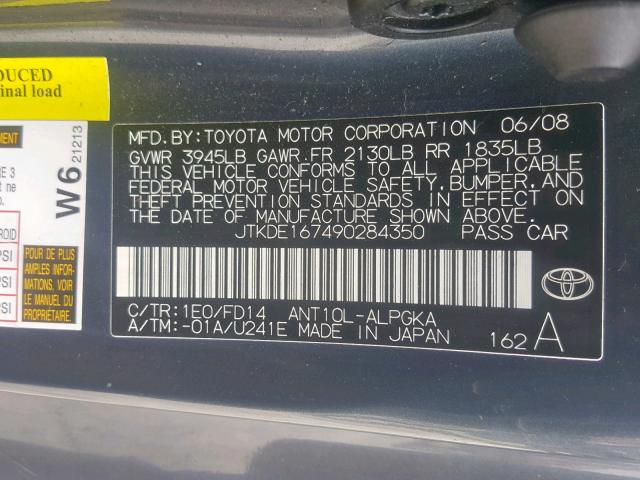 DUCED
inal load
EMENT
W6 21213
E 3
t ne
p.
ROID
PSI
PSI
POUR DE PLUS
AMPLES INFOR-
MATIONS, VOIR
LE MANUEL DU
PROPRIÉTAIRE.
MFD.BY:TOYOTA MOTOR CORPORATION 06/08
GVWR 3945LB GAWR.FR 2130LB RR 1835LB
THIS VEHICLE CONFORMS TO ALL APPLICABLE
FEDERAL MOTOR VEHICLE SAFETY,BUMPER,AND
THEFT PREVENTION STANDARDS IN EFFECT ON
THE DATE OF MANUFACTURE SHOWN ABOVE.
JTKDE167490284350 PASS CAR
C/TR:1E0/FD14 ANT10L-ALPGKA
A/TM:-01A/U241E MADE IN JAPAN
162 A